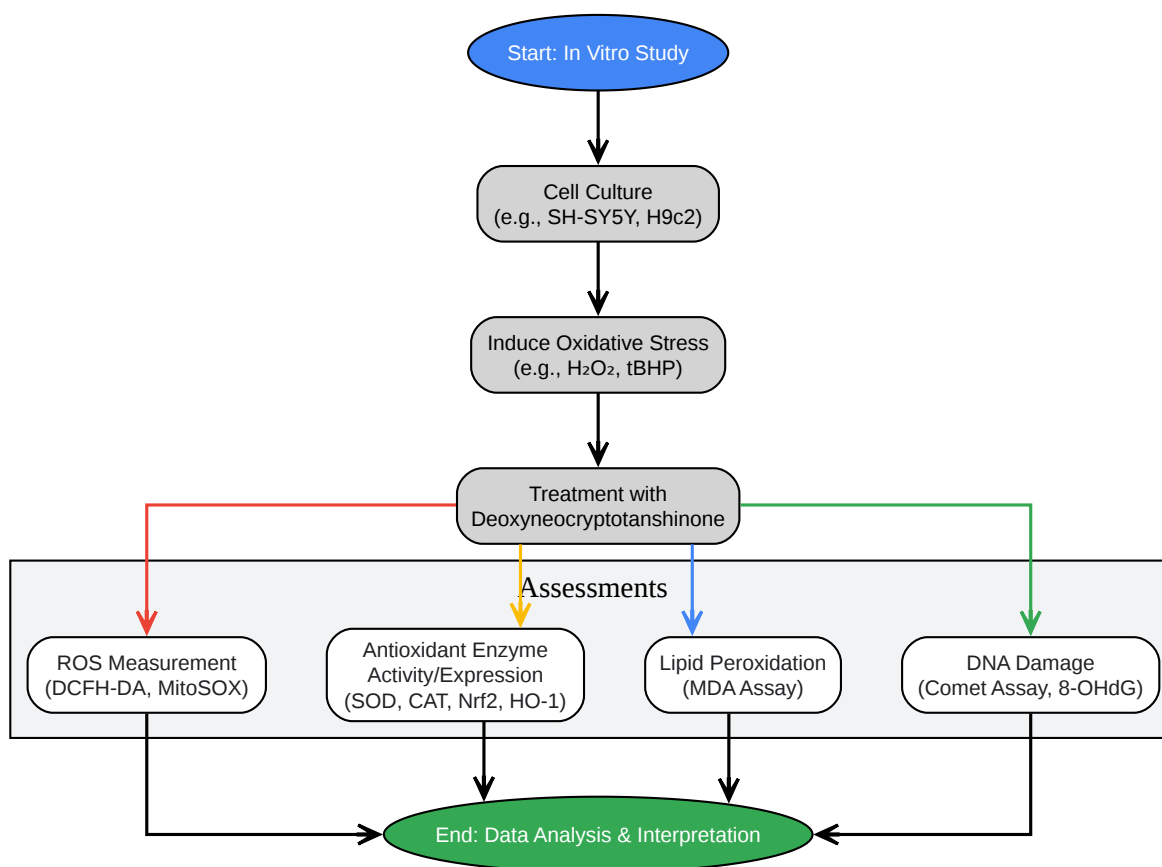 Start: In Vitro Study
Cell Culture
(e.g., SH-SY5Y, H9c2)
Induce Oxidative Stress
(e.g., H₂O₂, tBHP)
Treatment with
Deoxyneocryptotanshinone
Assessments
ROS Measurement
(DCFH-DA, MitoSOX)
Antioxidant Enzyme
Activity/Expression
(SOD, CAT, Nrf2, HO-1)
Lipid Peroxidation
(MDA Assay)
DNA Damage
(Comet Assay, 8-OHdG)
End: Data Analysis & Interpretation